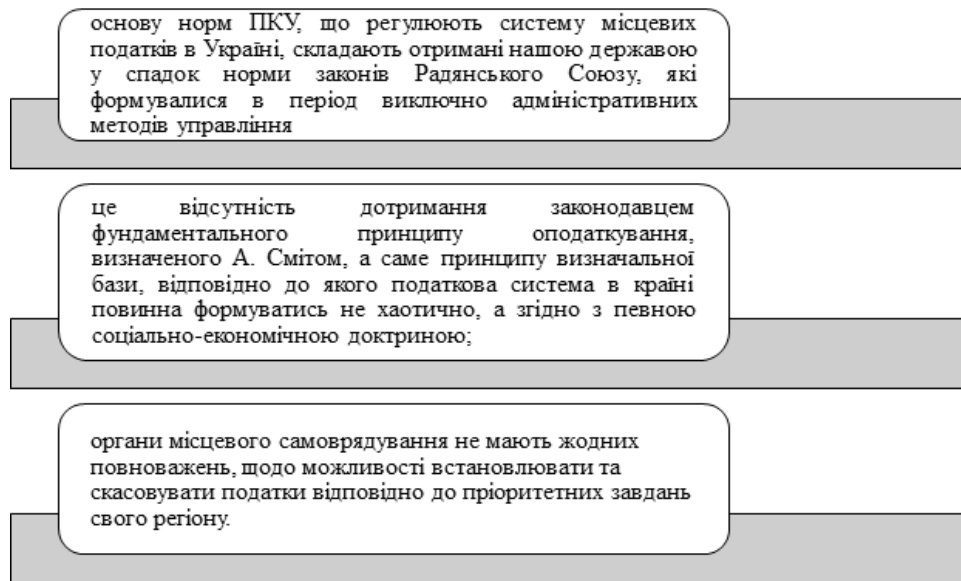 основу норм ПКУ, що регулюють систему місцевих
податків в Україні, складають отримані нашою державою
у спадок норми законів Радянського Союзу, які
формувалися в період виключно адміністративних
методів управління
це відсутність дотримання законодавцем
фундаментального принципу оподаткування,
визначеного А. Смітом, а саме принципу визначальної
бази, відповідно до якого податкова система в країні
повинна формуватись не хаотично, а згідно з певною
соціально-економічною доктриною;
органи місцевого самоврядування не мають жодних
повноважень, щодо можливості встановлювати та
скасовувати податки відповідно до пріоритетних завдань
свого регіону.